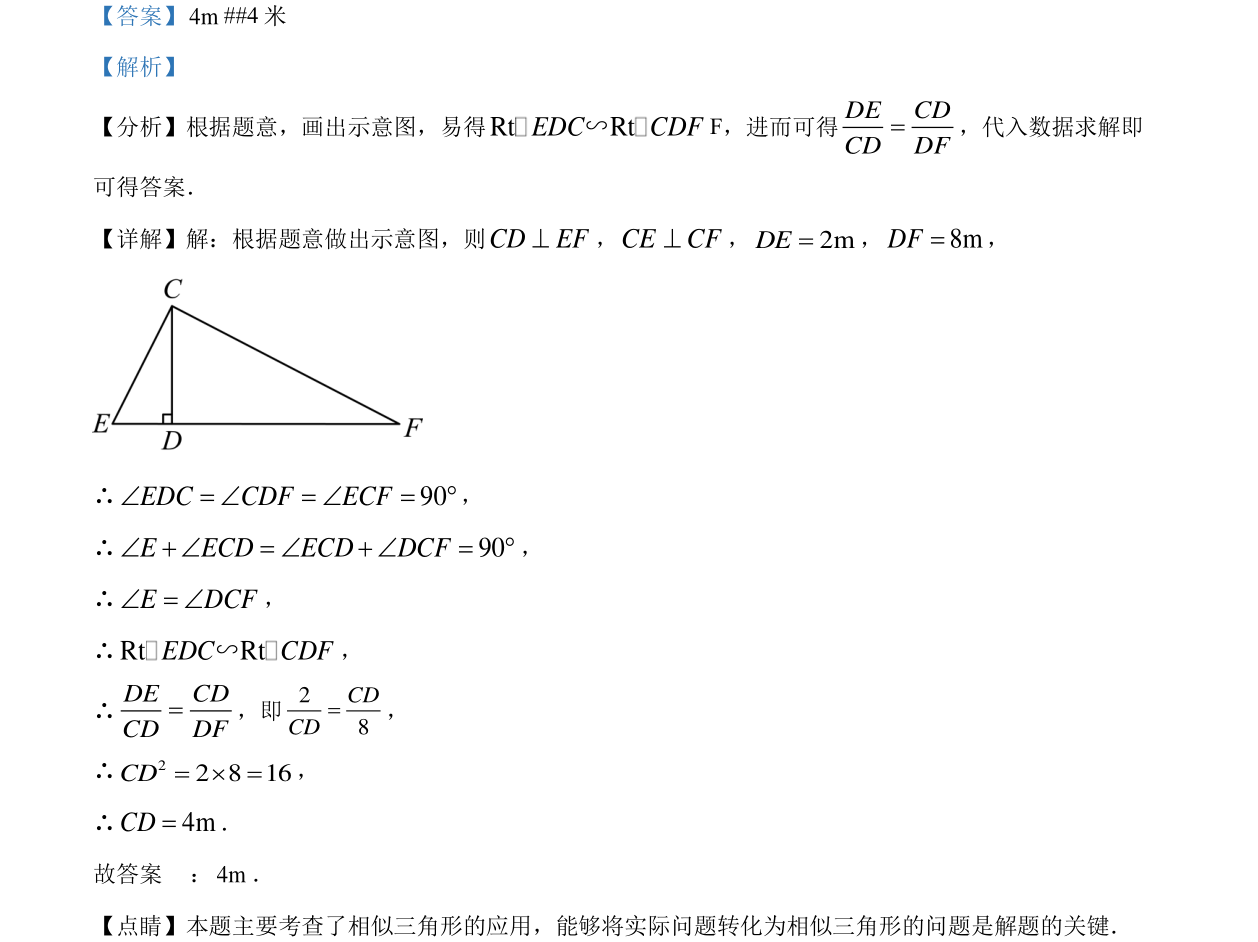 【答案】4m ##4 米
【解析】
【分析】根据题意，画出示意图，易得Rt□EDC∽Rt□CDF F，进而可得DE/CD = CD/DF，代入数据求解即
可得答案．
【详解】解：根据题意做出示意图，则CD ⊥ EF，CE ⊥ CF，DE = 2m，DF = 8m，
C
E
D
F
∴∠EDC = ∠CDF = ∠ECF = 90°，
∴∠E + ∠ECD = ∠ECD + ∠DCF = 90°，
∴∠E = ∠DCF，
∴Rt□EDC∽Rt□CDF，
∴DE/CD = CD/DF，即2/CD = CD/8，
∴CD² = 2×8 = 16，
∴CD = 4m．
故答案 ：4m．
【点睛】本题主要考查了相似三角形的应用，能够将实际问题转化为相似三角形的问题是解题的关键．